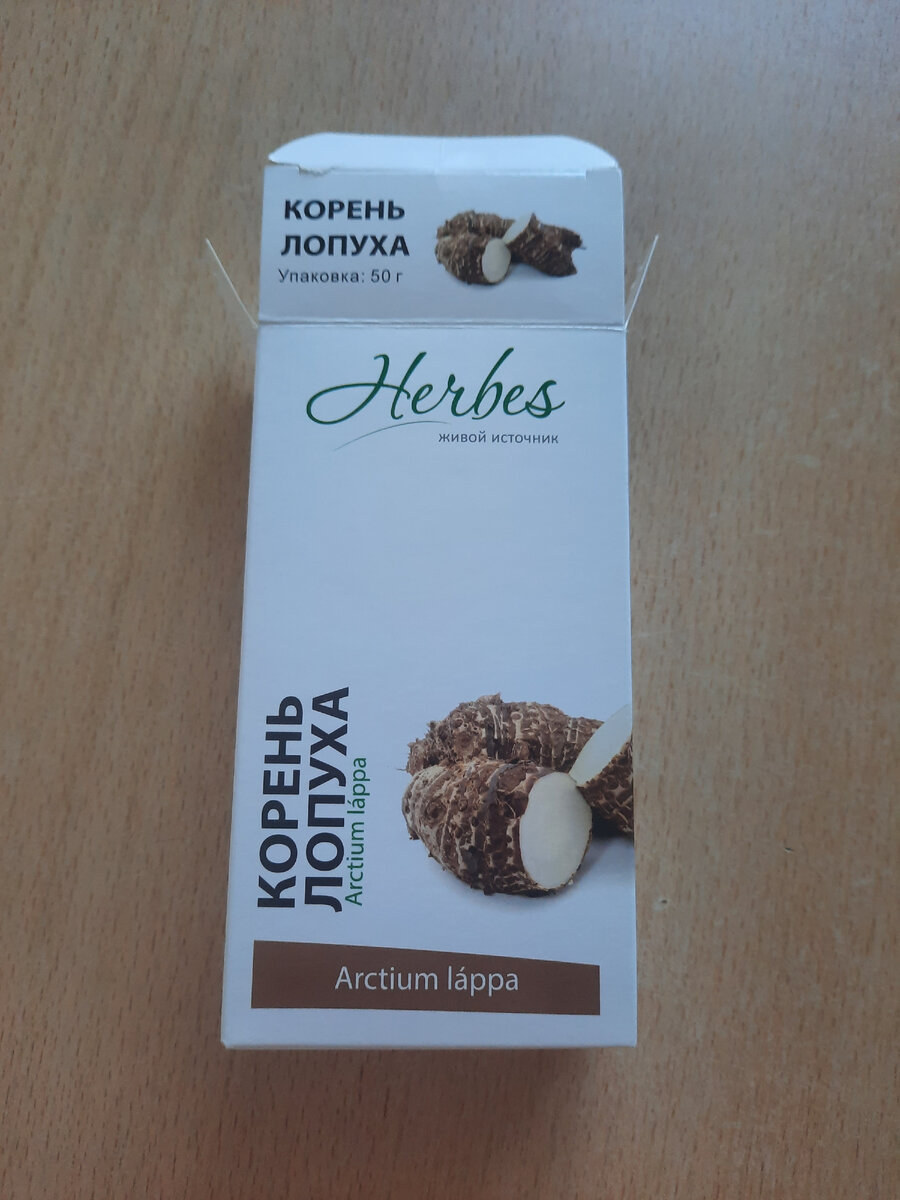 КОРЕНЬ
ЛОПУХА
Упаковка: 50 г
Herbes
живой источник
КОРЕНЬ
ЛОПУХА
Arctium láppa
Arctium láppa